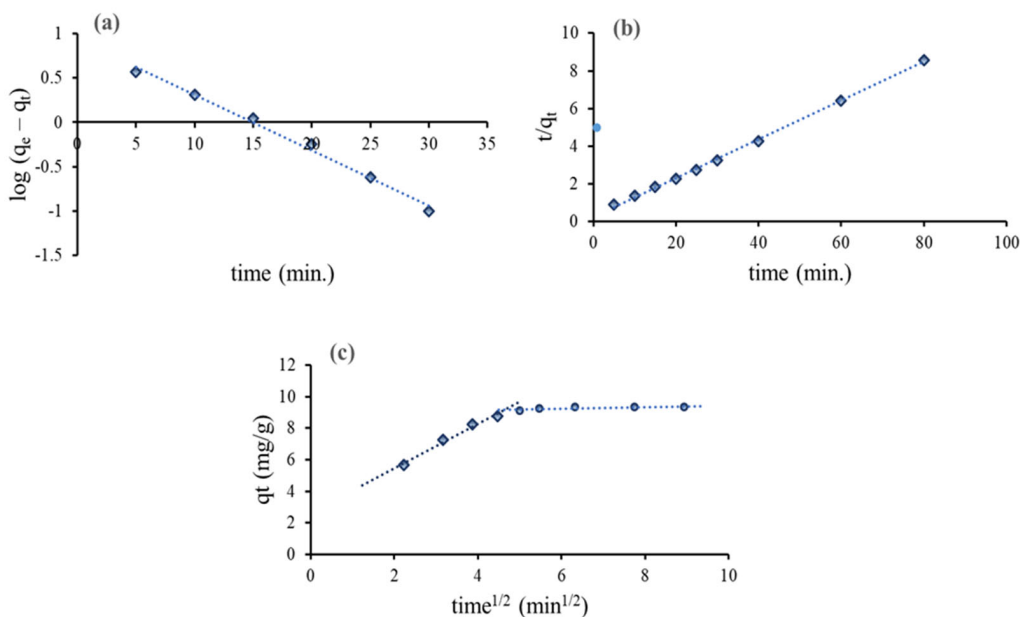 (a)
1
0.5
0
-0.5
-1
-1.5
0 5 10 15 20 25 30 35
log (qₑ – qₜ)
time (min.)
(b)
10
8
6
4
2
0
0 20 40 60 80 100
t/qₜ
time (min.)
(c)
12
10
8
6
4
2
0
0 2 4 6 8 10
qt (mg/g)
time¹/² (min¹/²)